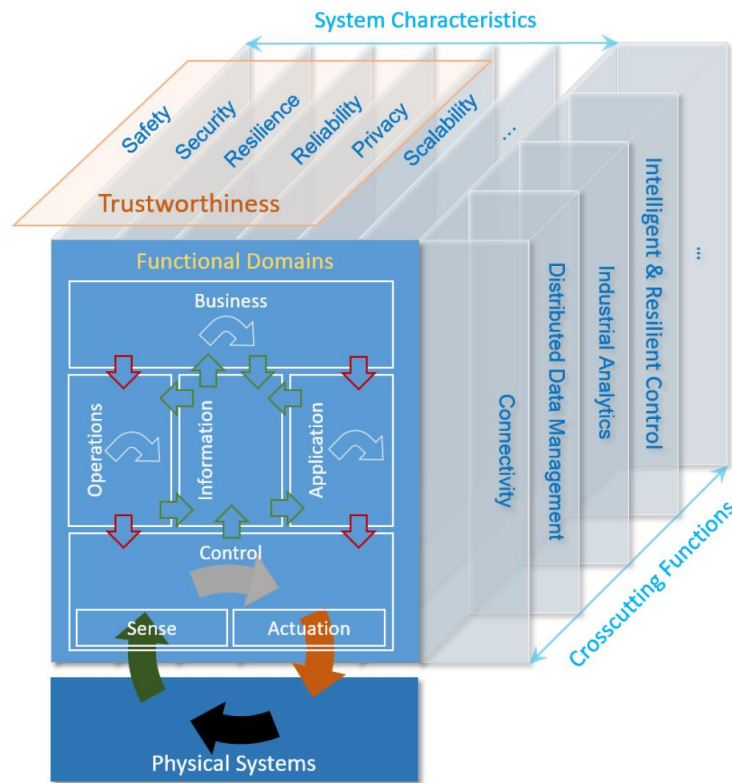 System Characteristics
Safety
Security
Resilience
Reliability
Privacy
Scalability
...
Trustworthiness
Functional Domains
Business
Operations
Information
Application
Control
Sense
Actuation
Physical Systems
Connectivity
Distributed Data Management
Industrial Analytics
Intelligent & Resilient Control
...
Crosscutting Functions